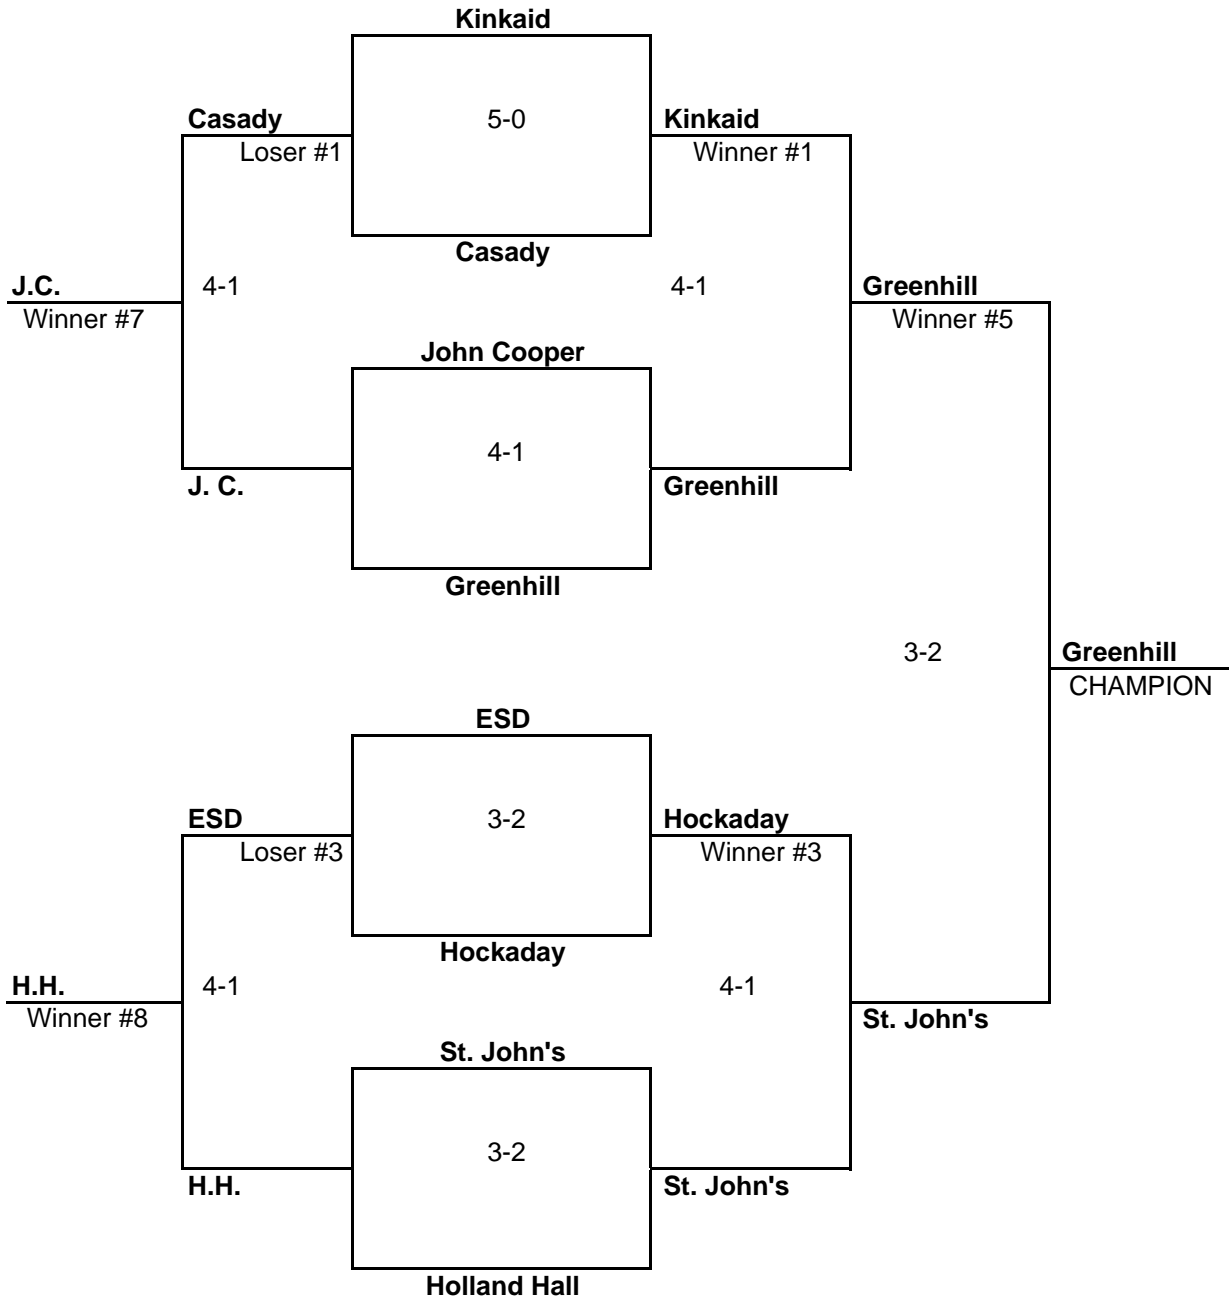 Kinkaid
Casady 5-0 Kinkaid
Loser #1 Winner #1
Casady
J.C. 4-1 4-1 Greenhill
Winner #7 Winner #5
John Cooper
4-1
J. C. Greenhill
Greenhill
3-2 Greenhill
CHAMPION
ESD
ESD 3-2 Hockaday
Loser #3 Winner #3
Hockaday
H.H. 4-1 4-1
Winner #8 St. John's
St. John's
3-2
H.H. St. John's
Holland Hall